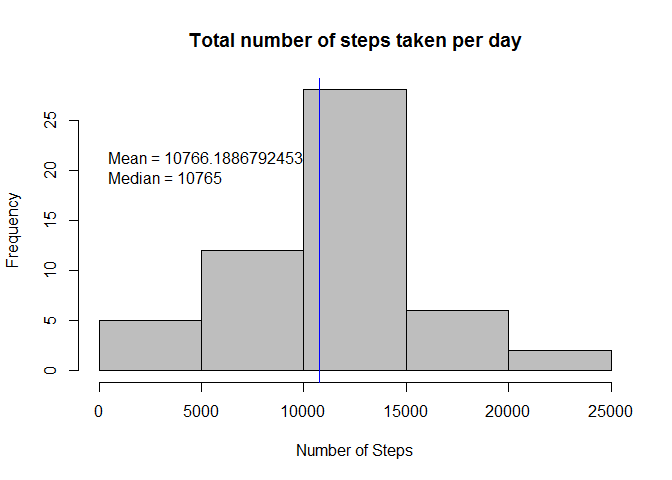 Total number of steps taken per day
25
20
15
10
5
0
Frequency
Mean = 10766.1886792453
Median = 10765
0 5000 10000 15000 20000 25000
Number of Steps